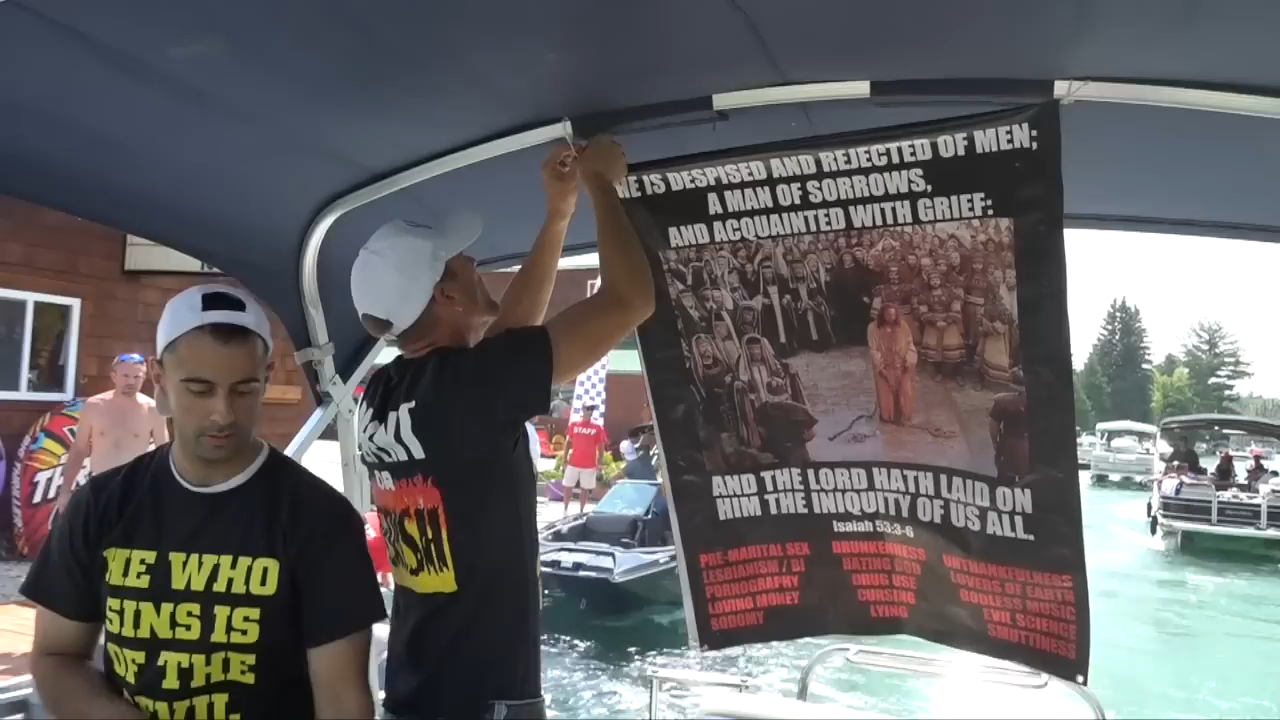 HE IS DESPISED AND REJECTED OF MEN;
A MAN OF SORROWS,
AND ACQUAINTED WITH GRIEF:
AND THE LORD HATH LAID ON
HIM THE INIQUITY OF US ALL.
Isaiah 53:3-6
PRE-MARITAL SEX
LESBIANISM / BI
PORNOGRAPHY
LOVING MONEY
SODOMY
DRUNKENNESS
HATING GOD
DRUG USE
CURSING
LYING
UNTHANKFULNESS
LOVERS OF EARTH
GODLESS MUSIC
EVIL SCIENCE
SMUTTINESS
HE WHO
SINS IS
OF THE
DEVIL
OR
STAFF